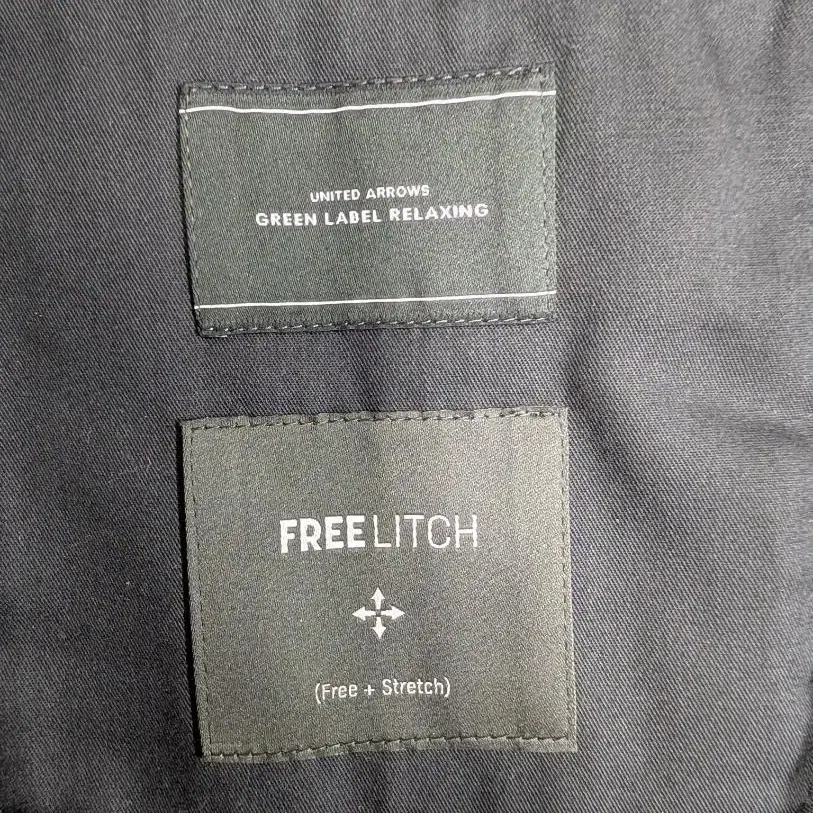 UNITED ARROWS
GREEN LABEL RELAXING
FREE LITCH
(Free + Stretch)